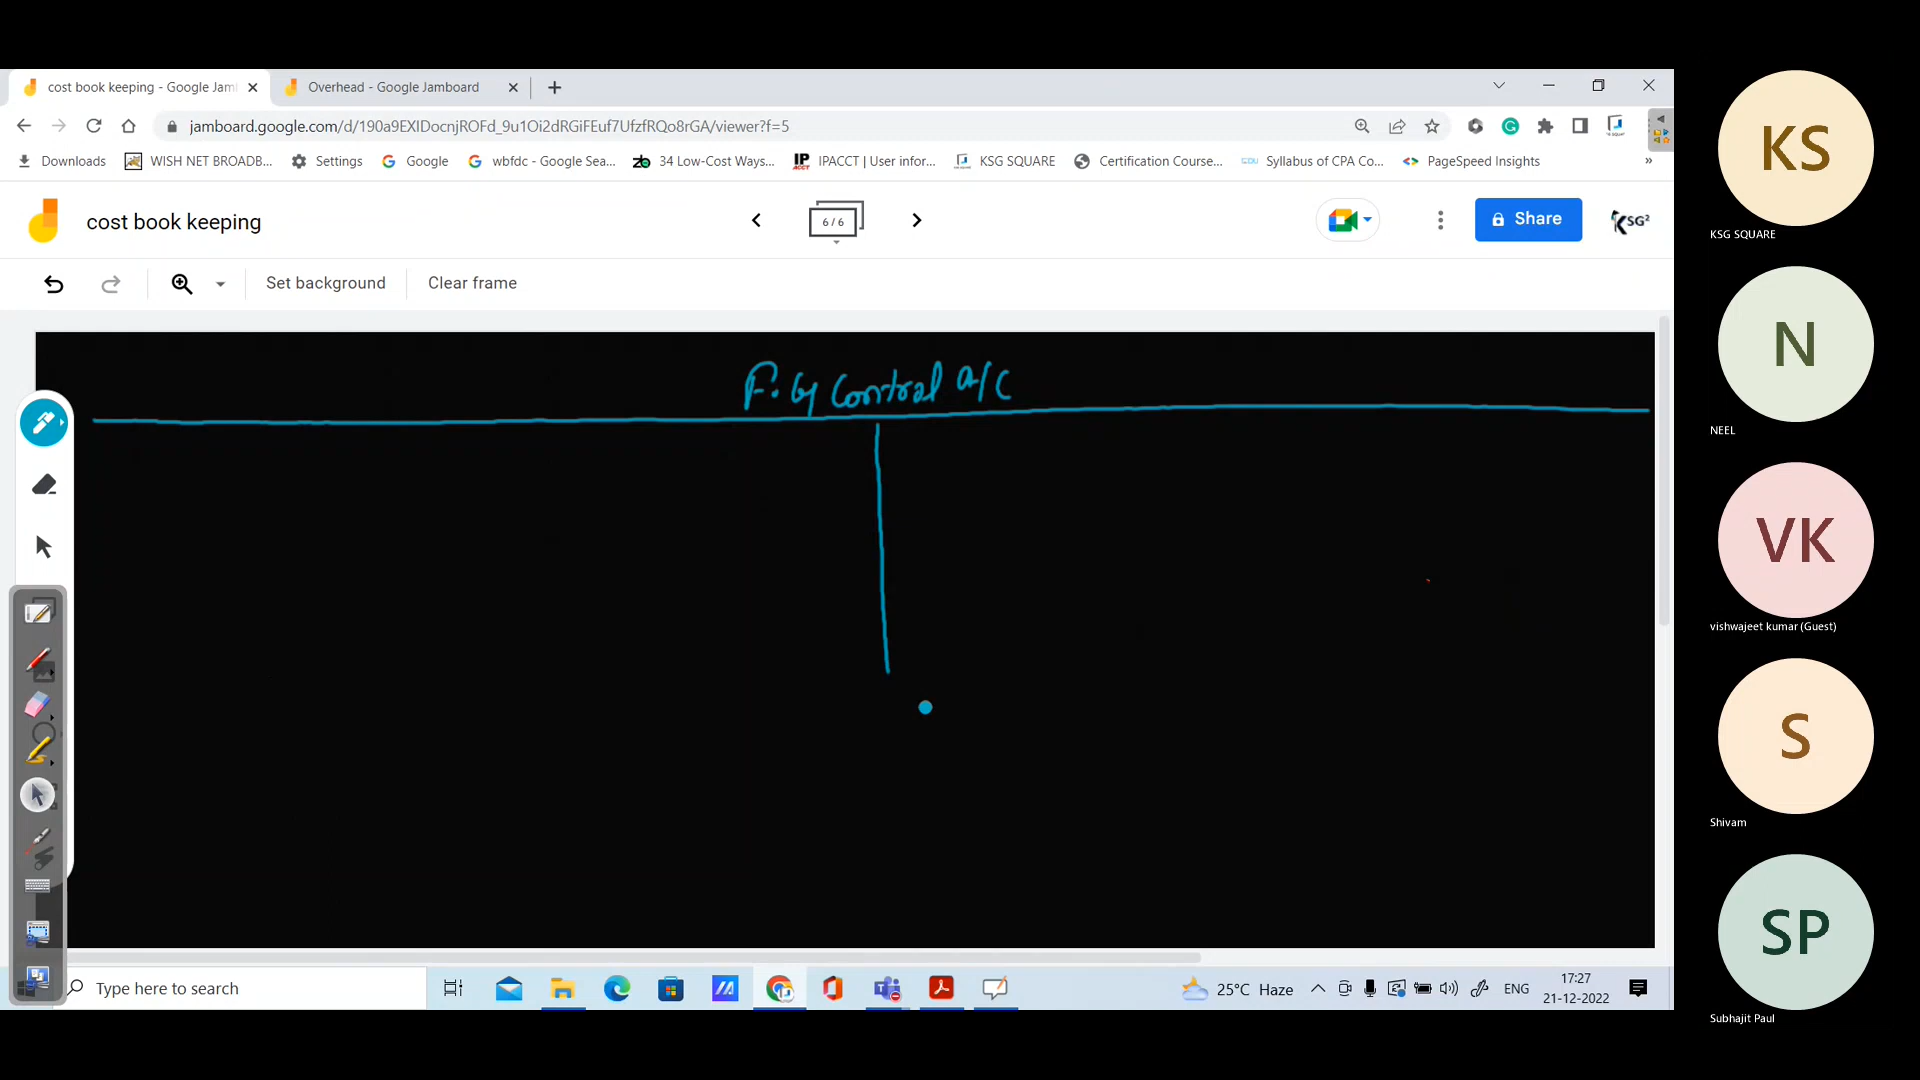 cost book keeping - Google Jam
Overhead - Google Jamboard
jamboard.google.com/d/190a9EXIDocnjROFd_9u1Oi2dRGiFEuf7UfzfRQo8rGA/viewer?f=5
Downloads
WISH NET BROADB...
Settings
Google
wbfdc - Google Sea...
34 Low-Cost Ways...
IPACCT | User infor...
KSG SQUARE
Certification Course...
Syllabus of CPA Co...
PageSpeed Insights
cost book keeping
6 / 6
Share
KSG²
Set background
Clear frame
F.G Control A/C
Type here to search
25°C Haze
ENG
17:27
21-12-2022
KS
KSG SQUARE
N
NEEL
VK
vishwajeet kumar (Guest)
S
Shivam
SP
Subhajit Paul